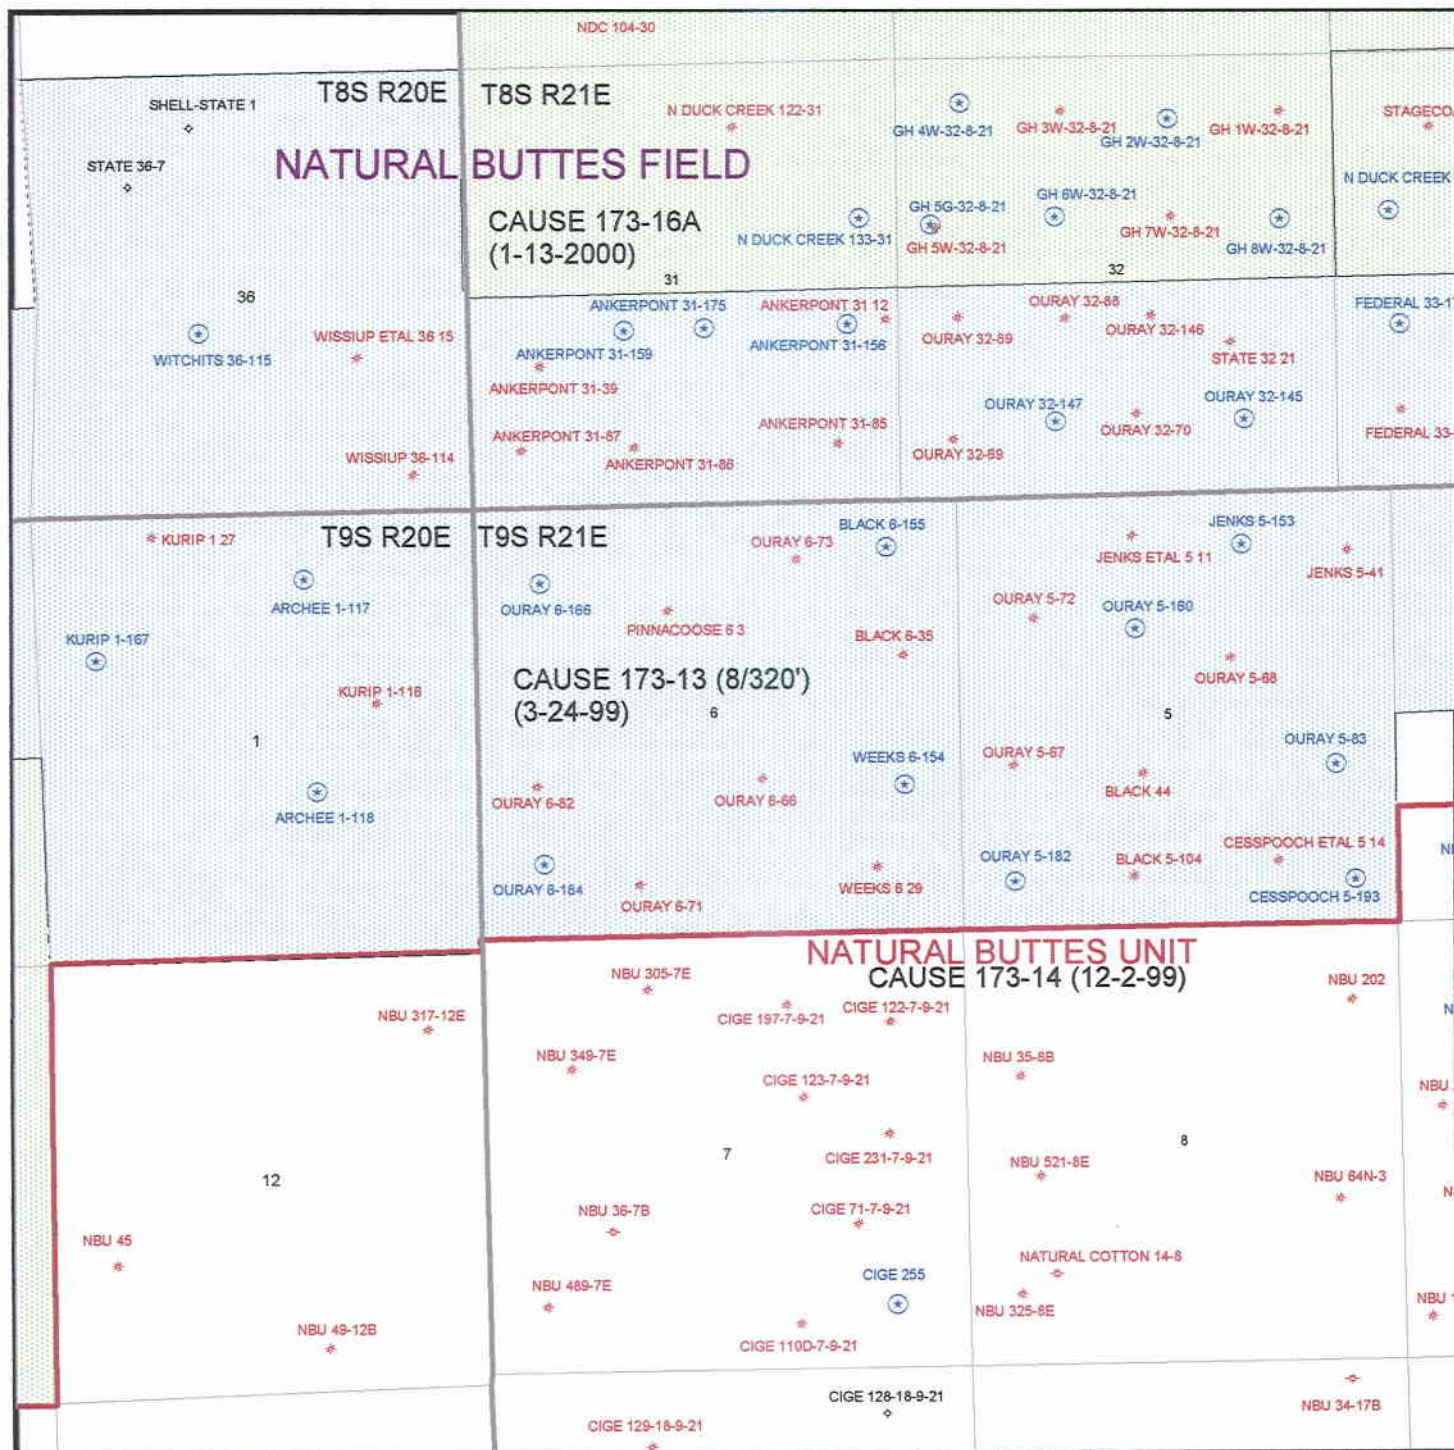 NDC 104-30
T8S R20E
T8S R21E
SHELL-STATE 1
N DUCK CREEK 122-31
GH 4W-32-8-21
GH 3W-32-8-21
GH 2W-32-8-21
GH 1W-32-8-21
STATE 36-7
NATURAL BUTTES FIELD
N DUCK CREEK
CAUSE 173-16A
(1-13-2000)
N DUCK CREEK 133-31
GH 5G-32-8-21
GH 5W-32-8-21
GH 6W-32-8-21
GH 7W-32-8-21
GH 8W-32-8-21
31
32
36
ANKERPONT 31-175
ANKERPONT 31 12
OURAY 32-88
FEDERAL 33-1
WISSIUP ETAL 36 15
WITCHITS 36-115
ANKERPONT 31-159
ANKERPONT 31-156
OURAY 32-89
OURAY 32-146
STATE 32 21
ANKERPONT 31-39
OURAY 32-147
OURAY 32-145
ANKERPONT 31-87
ANKERPONT 31-85
OURAY 32-70
FEDERAL 33-
WISSIUP 36-114
ANKERPONT 31-86
OURAY 32-69
KURIP 1 27
T9S R20E
T9S R21E
OURAY 6-73
BLACK 6-155
JENKS ETAL 5 11
JENKS 5-153
JENKS 5-41
ARCHEE 1-117
OURAY 6-166
OURAY 5-72
OURAY 5-160
KURIP 1-167
PINNACOOSE 6 3
BLACK 6-35
OURAY 5-68
KURIP 1-116
CAUSE 173-13 (8/320')
(3-24-99)
6
5
1
OURAY 5-67
OURAY 5-83
WEEKS 6-154
ARCHEE 1-118
OURAY 6-82
OURAY 6-66
BLACK 44
OURAY 6-184
OURAY 6-71
WEEKS 6 29
OURAY 5-182
BLACK 5-104
CESSPOOCH ETAL 5 14
CESSPOOCH 5-193
NATURAL BUTTES UNIT
CAUSE 173-14 (12-2-99)
NBU 305-7E
NBU 202
NBU 317-12E
CIGE 197-7-9-21
CIGE 122-7-9-21
NBU 349-7E
NBU 35-8B
CIGE 123-7-9-21
NBU
7
8
CIGE 231-7-9-21
NBU 521-8E
NBU 64N-3
12
NBU 36-7B
CIGE 71-7-9-21
NBU 45
NATURAL COTTON 14-8
CIGE 255
NBU 489-7E
NBU 325-8E
NBU 49-12B
CIGE 110D-7-9-21
CIGE 128-18-9-21
CIGE 129-18-9-21
NBU 34-17B